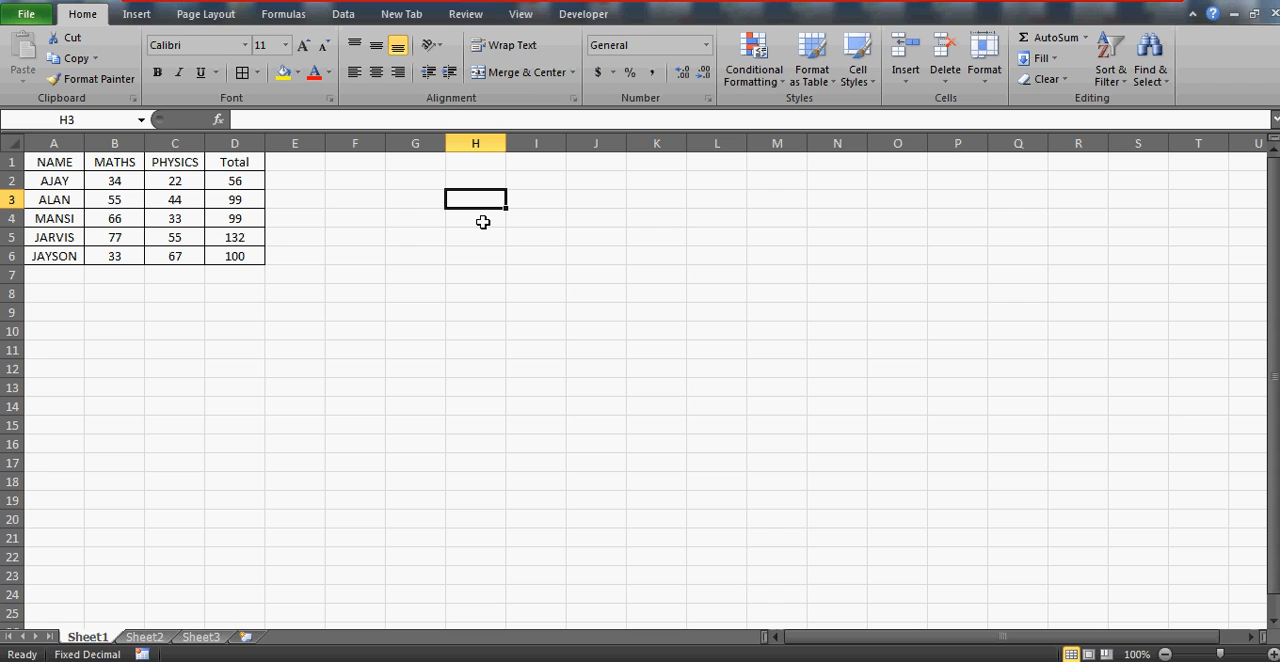 File Home Insert Page Layout Formulas Data New Tab Review View Developer
Paste
Cut
Copy
Format Painter
Clipboard
Calibri 11 A A
B I U A
Font
Wrap Text
Merge & Center
Alignment
General
$ % , .0 .00 .00 .0
Number
Conditional Formatting
Format as Table
Cell Styles
Styles
Insert Delete Format
Cells
Σ AutoSum
Fill
Clear
Sort & Filter
Find & Select
Editing
H3 fx
A B C D E F G H I J K L M N O P Q R S T U
1 NAME MATHS PHYSICS Total
2 AJAY 34 22 56
3 ALAN 55 44 99
4 MANSI 66 33 99
5 JARVIS 77 55 132
6 JAYSON 33 67 100
7
8
9
10
11
12
13
14
15
16
17
18
19
20
21
22
23
24
25
Sheet1 Sheet2 Sheet3
Ready Fixed Decimal 100%